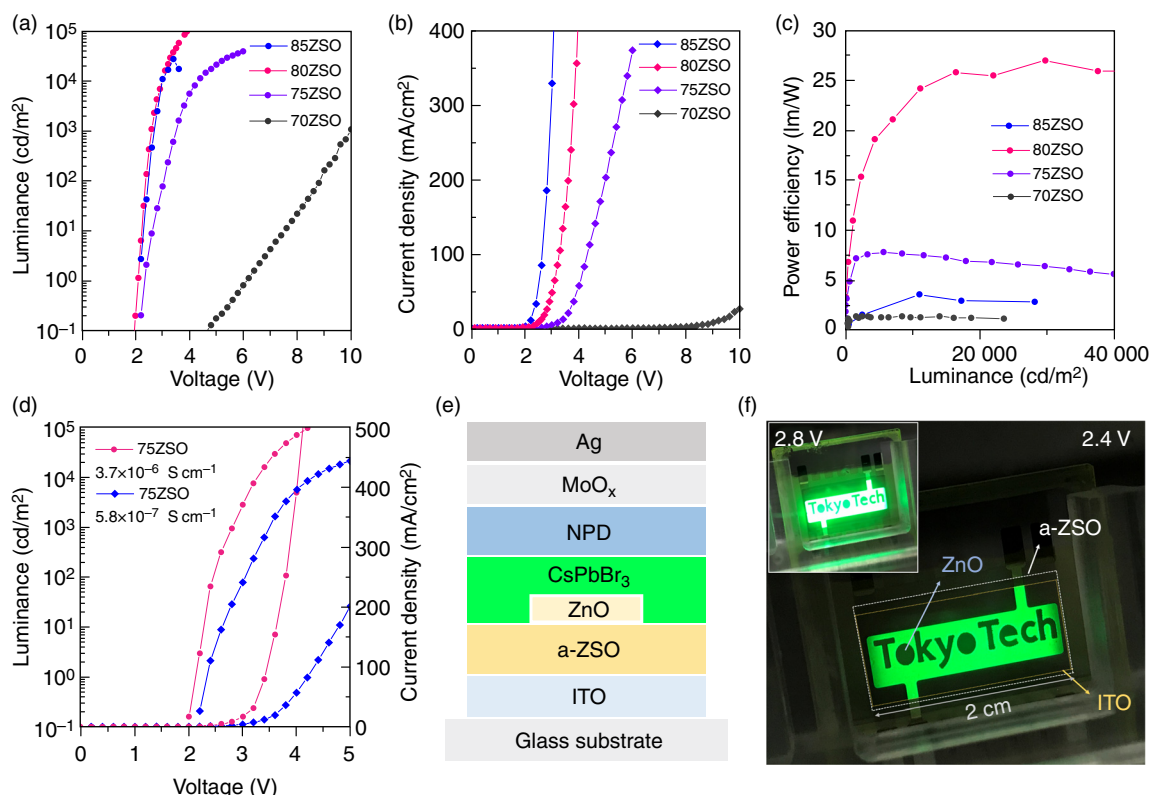 (a)
10⁵
10⁴
10³
10²
10¹
10⁰
10⁻¹
Luminance (cd/m²)
85ZSO
80ZSO
75ZSO
70ZSO
0 2 4 6 8 10
Voltage (V)
(b)
400
300
200
100
0
Current density (mA/cm2)
85ZSO
80ZSO
75ZSO
70ZSO
0 2 4 6 8 10
Voltage (V)
(c)
30
25
20
15
10
5
0
Power efficiency (lm/W)
85ZSO
80ZSO
75ZSO
70ZSO
0 20 000 40 000
Luminance (cd/m²)
(d)
10⁵
10⁴
10³
10²
10¹
10⁰
10⁻¹
Luminance (cd/m²)
75ZSO
3.7×10⁻⁶ S cm⁻¹
75ZSO
5.8×10⁻⁷ S cm⁻¹
500
400
300
200
100
0
Current density (mA/cm2)
0 1 2 3 4 5
Voltage (V)
(e)
Ag
MoOₓ
NPD
CsPbBr₃
ZnO
a-ZSO
ITO
Glass substrate
(f)
2.8 V
Tokyo Tech
2.4 V
a-ZSO
ZnO
Tokyo Tech
ITO
2 cm